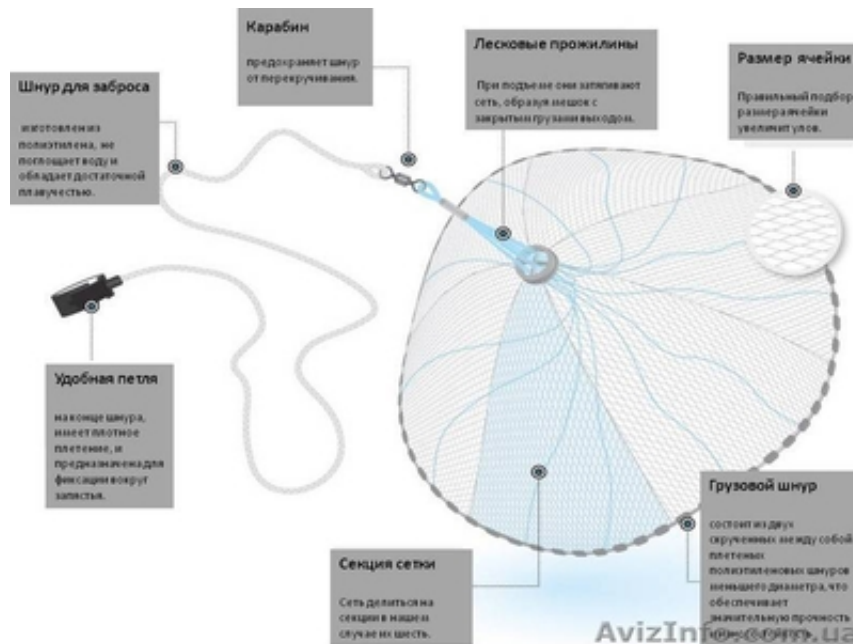 Карабин
предохраняет шнур
от перекручивания.
Лесковые прожилины
При подъеме они затягивают
сеть, образуя мешок с
закрытым грузами выходом.
Размер ячейки
Правильный подбор
размера ячейки
увеличит улов.
Шнур для заброса
изготовлен из
полиэтилена, не
поглощает воду и
обладает достаточной
плавучестью.
Удобная петля
на конце шнура,
имеет плотное
плетение, и
предназначена для
фиксации вокруг
запястья.
Секция сетки
Сеть делиться на
секции в нашем
случае их шесть.
Грузовой шнур
состоит из двух
скрученных между собой
плетеных
полиэтиленовых шнуров
меньшего диаметра, что
обеспечивает
значительную прочность
AvizInfo.com.ua